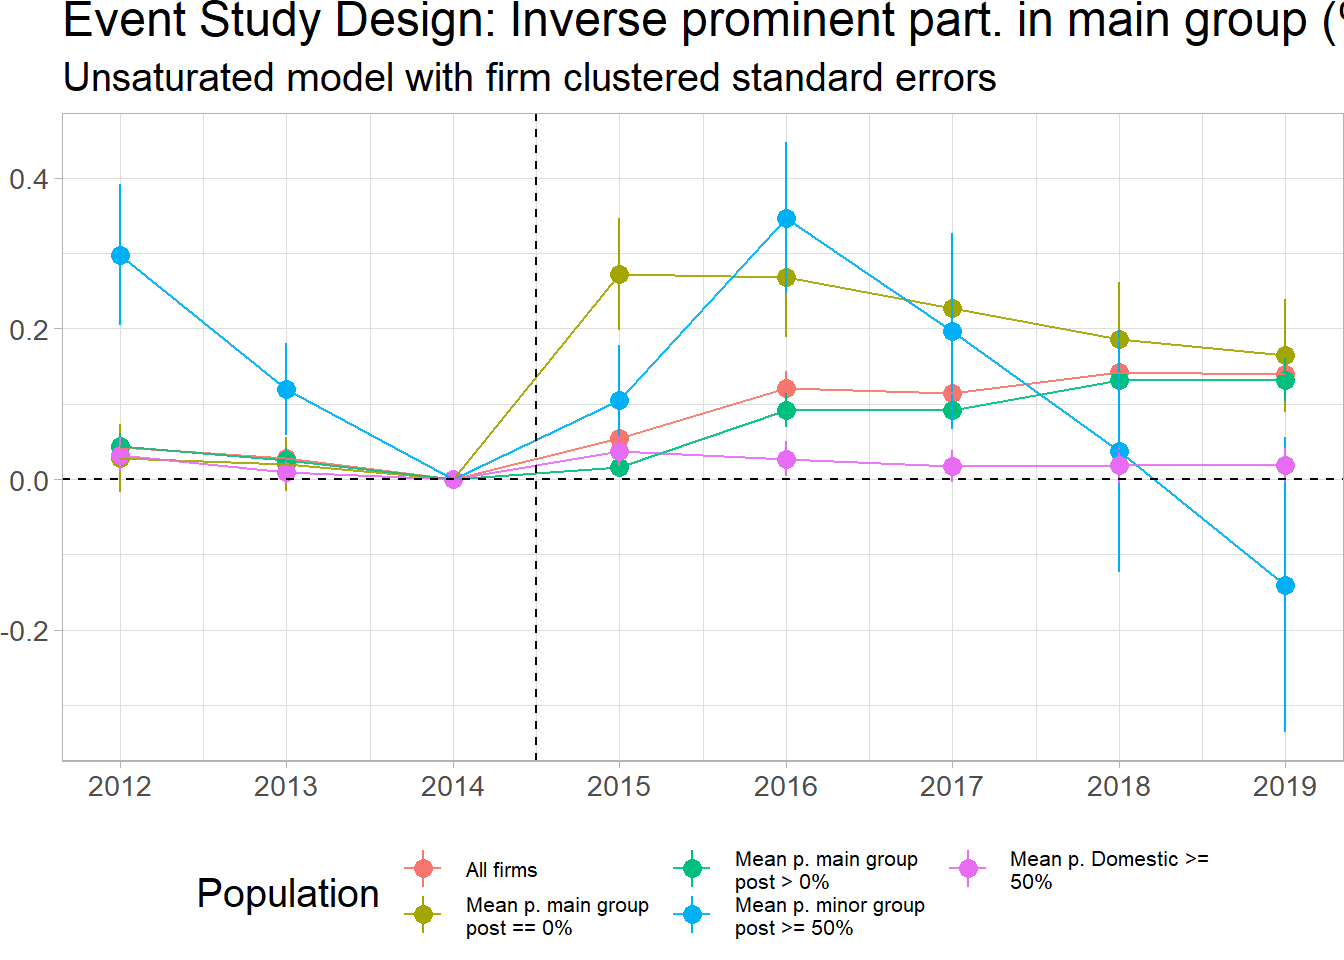 Event Study Design: Inverse prominent part. in main group (%
Unsaturated model with firm clustered standard errors
0.4
0.2
0.0
-0.2
2012 2013 2014 2015 2016 2017 2018 2019
Population
All firms
Mean p. main group
post == 0%
Mean p. main group
post > 0%
Mean p. minor group
post >= 50%
Mean p. Domestic >=
50%